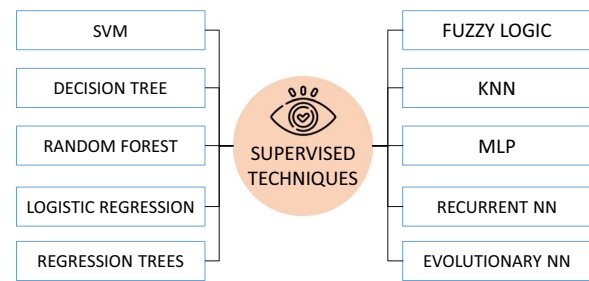 SVM
DECISION TREE
RANDOM FOREST
LOGISTIC REGRESSION
REGRESSION TREES
SUPERVISED
TECHNIQUES
FUZZY LOGIC
KNN
MLP
RECURRENT NN
EVOLUTIONARY NN